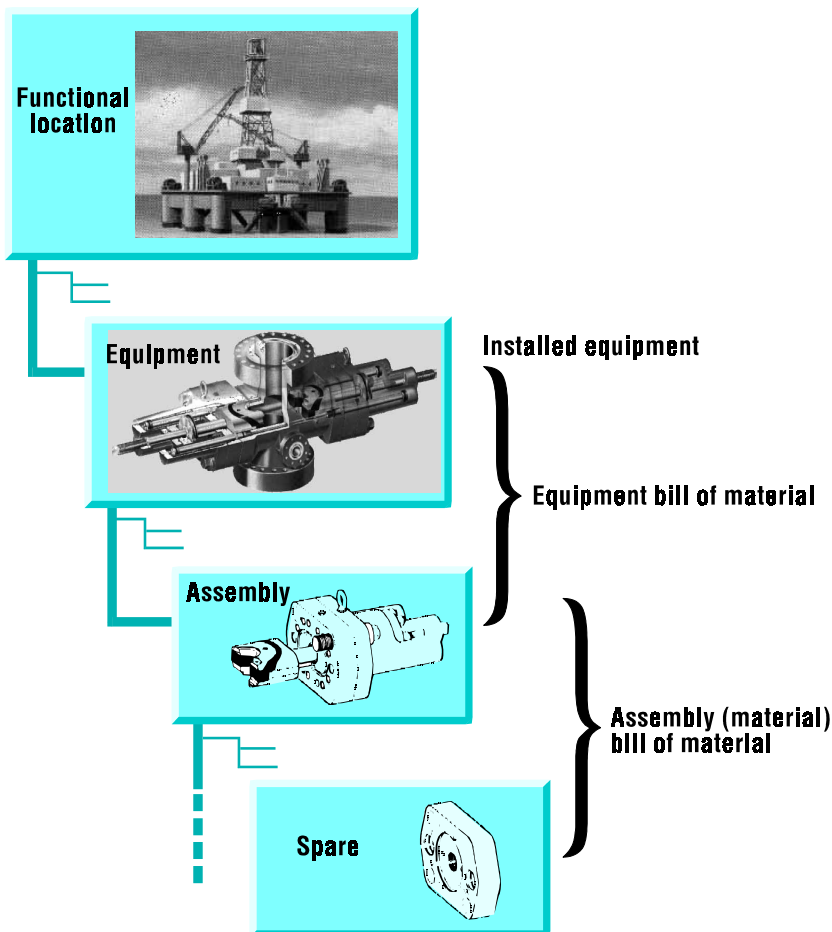 Functional
location
Equipment
Installed equipment
Equipment bill of material
Assembly
Assembly (material)
bill of material
Spare